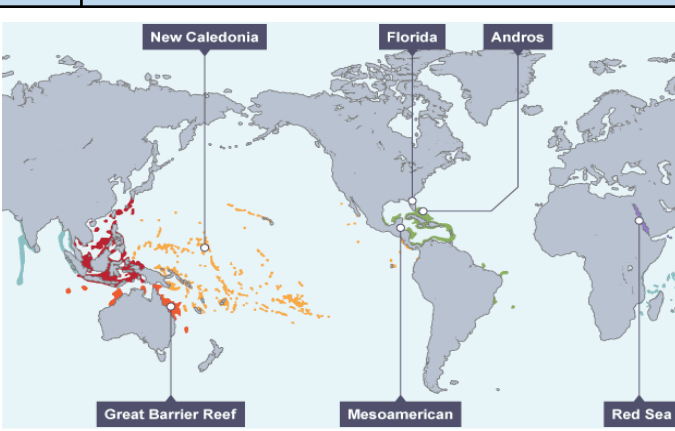 New Caledonia
Florida
Andros
Great Barrier Reef
Mesoamerican
Red Sea